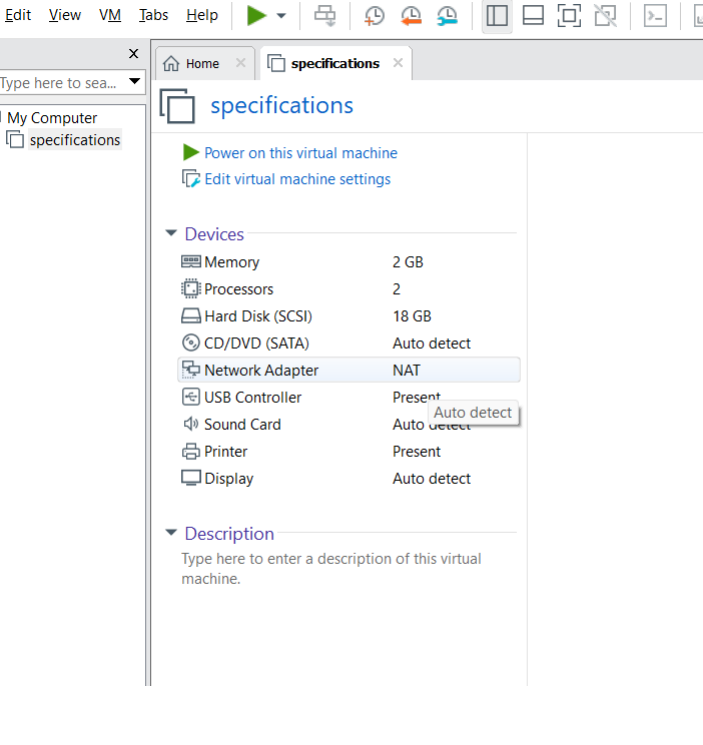 Edit View VM Tabs Help
Home specifications
Type here to sea...
specifications
My Computer
specifications
Power on this virtual machine
Edit virtual machine settings
Devices
Memory 2 GB
Processors 2
Hard Disk (SCSI) 18 GB
CD/DVD (SATA) Auto detect
Network Adapter NAT
USB Controller Present
Auto detect
Sound Card Auto detect
Printer Present
Display Auto detect
Description
Type here to enter a description of this virtual
machine.